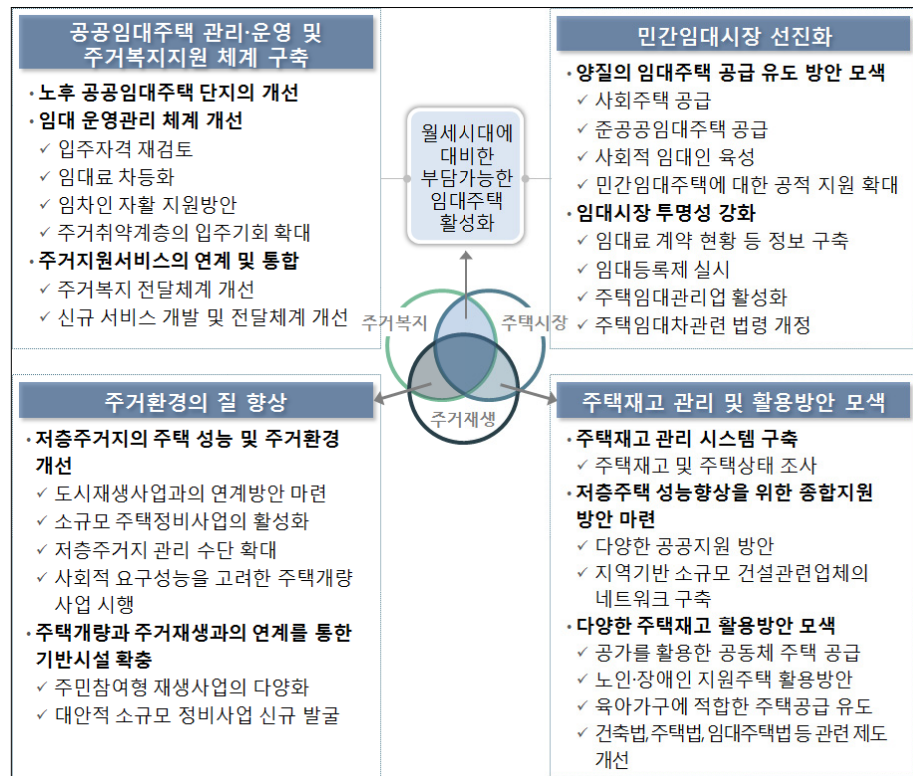 공공임대주택 관리·운영 및
주거복지지원 체계 구축
· 노후 공공임대주택 단지의 개선
· 임대 운영관리 체계 개선
✓ 입주자격 재검토
✓ 임대료 차등화
✓ 임차인 자활 지원방안
✓ 주거취약계층의 입주기회 확대
· 주거지원서비스의 연계 및 통합
✓ 주거복지 전달체계 개선
✓ 신규 서비스 개발 및 전달체계 개선
월세시대에
대비한
부담가능한
임대주택
활성화
민간임대시장 선진화
· 양질의 임대주택 공급 유도 방안 모색
✓ 사회주택 공급
✓ 준공공임대주택 공급
✓ 사회적 임대인 육성
✓ 민간임대주택에 대한 공적 지원 확대
· 임대시장 투명성 강화
✓ 임대료 계약 현황 등 정보 구축
✓ 임대등록제 실시
✓ 주택임대관리업 활성화
✓ 주택임대차관련 법령 개정
주거복지
주택시장
주거재생
주거환경의 질 향상
· 저층주거지의 주택 성능 및 주거환경
개선
✓ 도시재생사업과의 연계방안 마련
✓ 소규모 주택정비사업의 활성화
✓ 저층주거지 관리 수단 확대
✓ 사회적 요구성능을 고려한 주택개량
사업 시행
· 주택개량과 주거재생과의 연계를 통한
기반시설 확충
✓ 주민참여형 재생사업의 다양화
✓ 대안적 소규모 정비사업 신규 발굴
주택재고 관리 및 활용방안 모색
· 주택재고 관리 시스템 구축
✓ 주택재고 및 주택상태 조사
· 저층주택 성능향상을 위한 종합지원
방안 마련
✓ 다양한 공공지원 방안
✓ 지역기반 소규모 건설관련업체의
네트워크 구축
· 다양한 주택재고 활용방안 모색
✓ 공가를 활용한 공동체 주택 공급
✓ 노인·장애인 지원주택 활용방안
✓ 육아가구에 적합한 주택공급 유도
✓ 건축법,주택법,임대주택법 등 관련 제도
개선